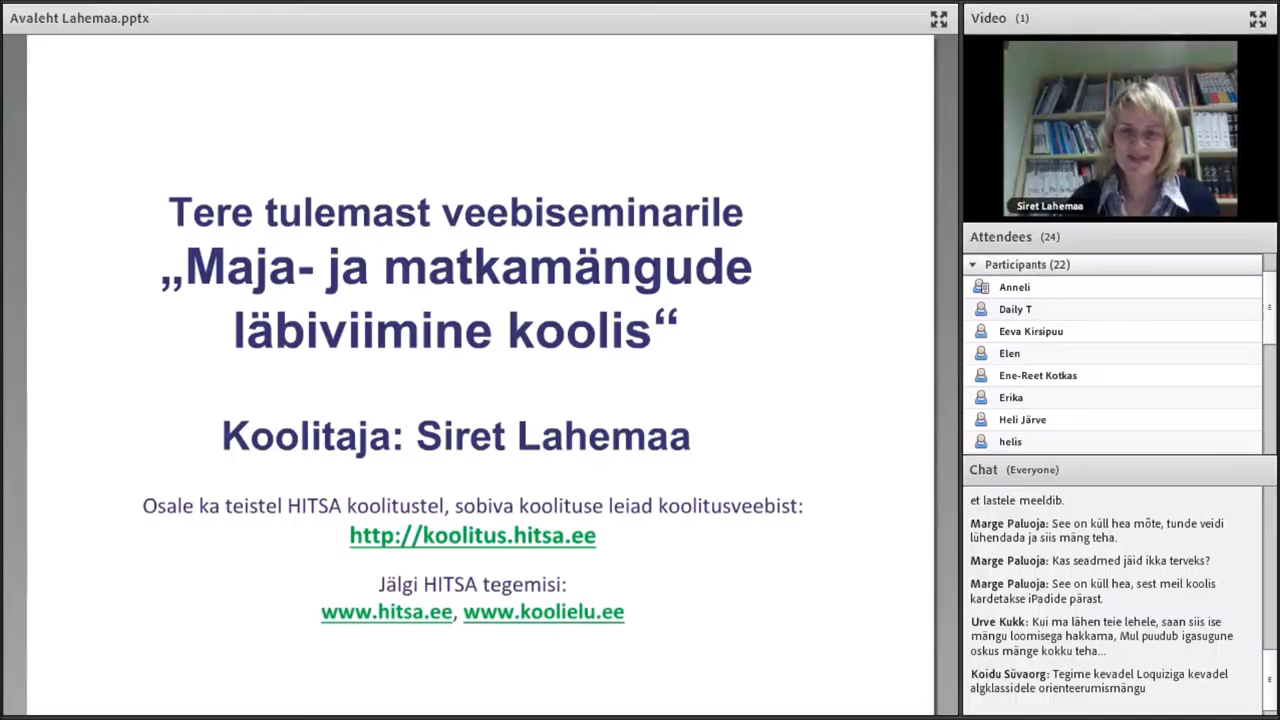 Avaleht Lahemaa.pptx
Tere tulemast veebiseminarile
„Maja- ja matkamängude
läbiviimine koolis“
Koolitaja: Siret Lahemaa
Osale ka teistel HITSA koolitustel, sobiva koolituse leiad koolitusveebist:
http://koolitus.hitsa.ee
Jälgi HITSA tegemisi:
www.hitsa.ee, www.koolielu.ee
Video (1)
Siret Lahemaa
Attendees (24)
Participants (22)
Anneli
Daily T
Eeva Kirsipuu
Elen
Ene-Reet Kotkas
Erika
Heli Järve
helis
Chat (Everyone)
et lastele meeldib.
Marge Paluoja: See on küll hea mõte, tunde veidi
lühendada ja siis mäng teha.
Marge Paluoja: Kas seadmed jäid ikka terveks?
Marge Paluoja: See on küll hea, sest meil koolis
kardetakse iPadide pärast.
Urve Kukk: Kui ma lähen teie lehele, saan siis ise
mängu loomisega hakkama, Mul puudub igasugune
oskus mänge kokku teha...
Koidu Süvaorg: Tegime kevadel Loquiziga kevadel
algklassidele orienteerumismängu